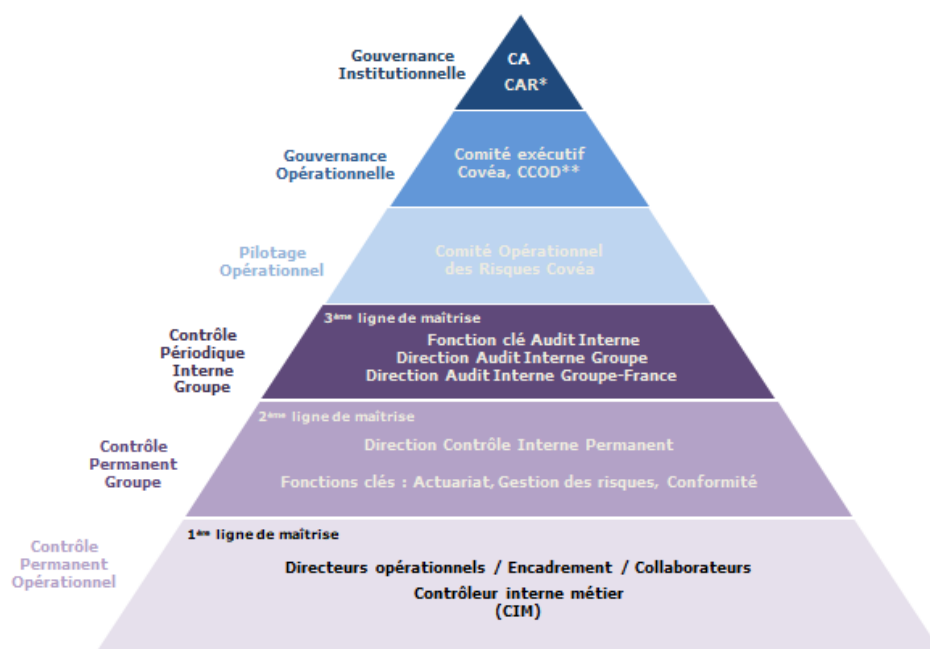 Gouvernance
Institutionnelle
CA
CAR*
Gouvernance
Opérationnelle
Comité exécutif
Covéa, CCOD**
Pilotage
Opérationnel
Comité Opérationnel
des Risques Covéa
Contrôle
Périodique
Interne
Groupe
3ème ligne de maîtrise
Fonction clé Audit Interne
Direction Audit Interne Groupe
Direction Audit Interne Groupe-France
Contrôle
Permanent
Groupe
2ème ligne de maîtrise
Direction Contrôle Interne Permanent
Fonctions clés : Actuariat, Gestion des risques, Conformité
Contrôle
Permanent
Opérationnel
1ère ligne de maîtrise
Directeurs opérationnels / Encadrement / Collaborateurs
Contrôleur interne métier
(CIM)